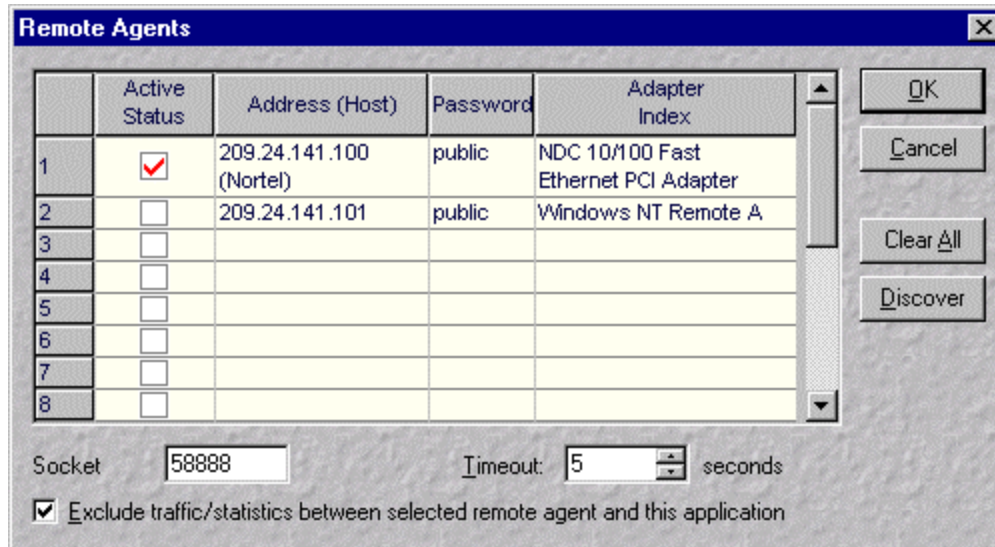 Remote Agents
Active
Status
Address (Host)
Password
Adapter
Index
1
209.24.141.100
(Nortel)
public
NDC 10/100 Fast
Ethernet PCI Adapter
2
209.24.141.101
public
Windows NT Remote A
3
4
5
6
7
8
OK
Cancel
Clear All
Discover
Socket
58888
Timeout:
5
seconds
Exclude traffic/statistics between selected remote agent and this application